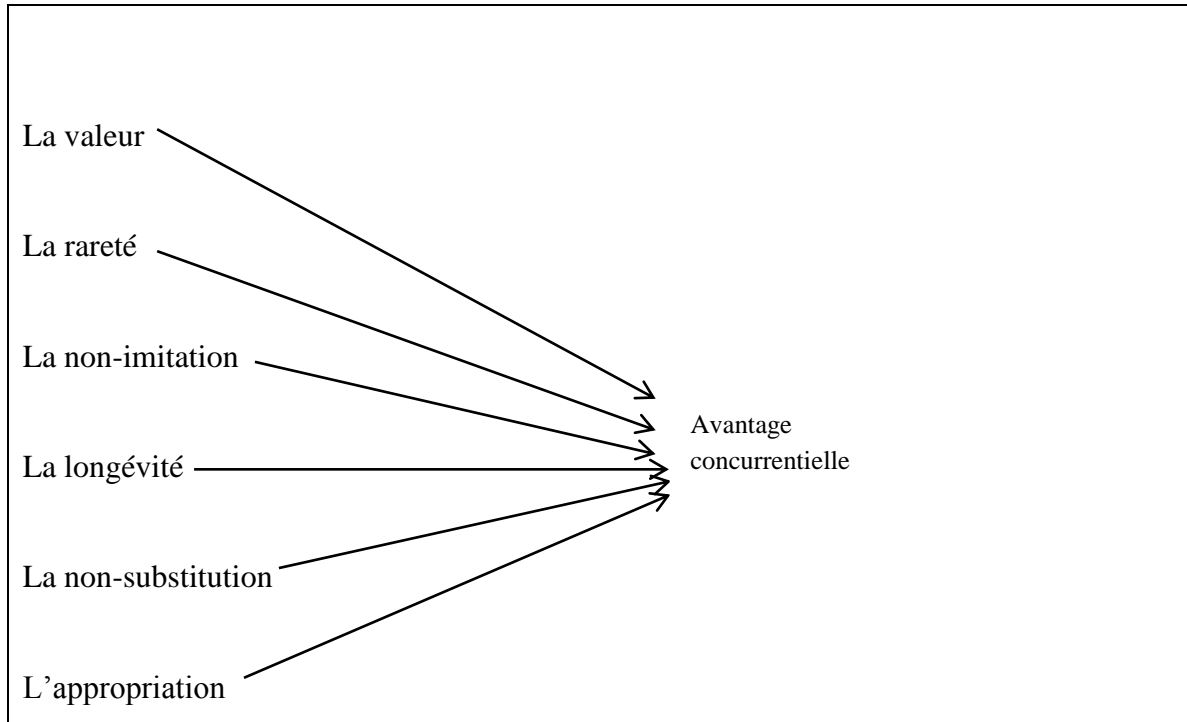 La valeur
La rareté
La non-imitation
Avantage
concurrentielle
La longévité
La non-substitution
L’appropriation